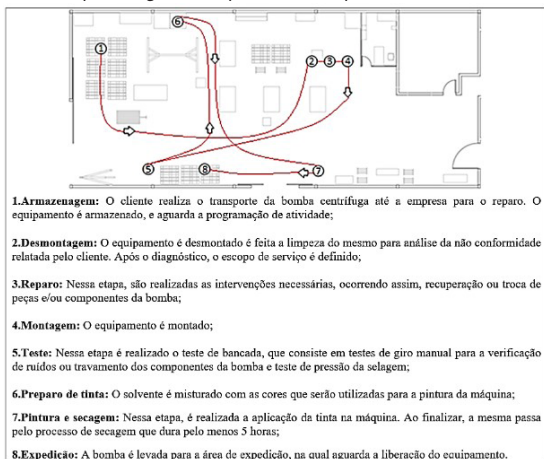 1
6
2 3 4
5
8
7
1.Armazenagem: O cliente realiza o transporte da bomba centrífuga até a empresa para o reparo. O
equipamento é armazenado, e aguarda a programação de atividade;
2.Desmontagem: O equipamento é desmontado é feita a limpeza do mesmo para análise da não conformidade
relatada pelo cliente. Após o diagnóstico, o escopo de serviço é definido;
3.Reparo: Nessa etapa, são realizadas as intervenções necessárias, ocorrendo assim, recuperação ou troca de
peças e/ou componentes da bomba;
4.Montagem: O equipamento é montado;
5.Teste: Nessa etapa é realizado o teste de bancada, que consiste em testes de giro manual para a verificação
de ruídos ou travamento dos componentes da bomba e teste de pressão da selagem;
6.Preparo de tinta: O solvente é misturado com as cores que serão utilizadas para a pintura da máquina;
7.Pintura e secagem: Nessa etapa, é realizada a aplicação da tinta na máquina. Ao finalizar, a mesma passa
pelo processo de secagem que dura pelo menos 5 horas;
8.Expedição: A bomba é levada para a área de expedição, na qual aguarda a liberação do equipamento.